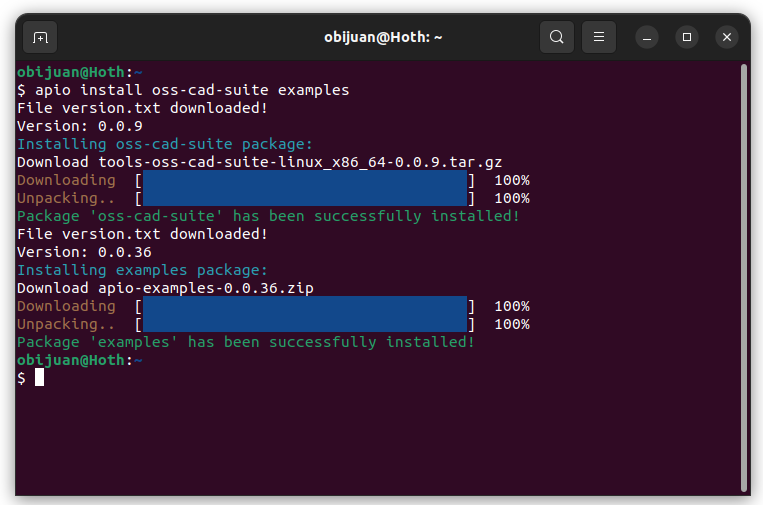 obijuan@Hoth: ~
obijuan@Hoth:~
$ apio install oss-cad-suite examples
File version.txt downloaded!
Version: 0.0.9
Installing oss-cad-suite package:
Download tools-oss-cad-suite-linux_x86_64-0.0.9.tar.gz
Downloading  [                                    ]  100%
Unpacking..  [                                    ]  100%
Package 'oss-cad-suite' has been successfully installed!
File version.txt downloaded!
Version: 0.0.36
Installing examples package:
Download apio-examples-0.0.36.zip
Downloading  [                                    ]  100%
Unpacking..  [                                    ]  100%
Package 'examples' has been successfully installed!
obijuan@Hoth:~
$